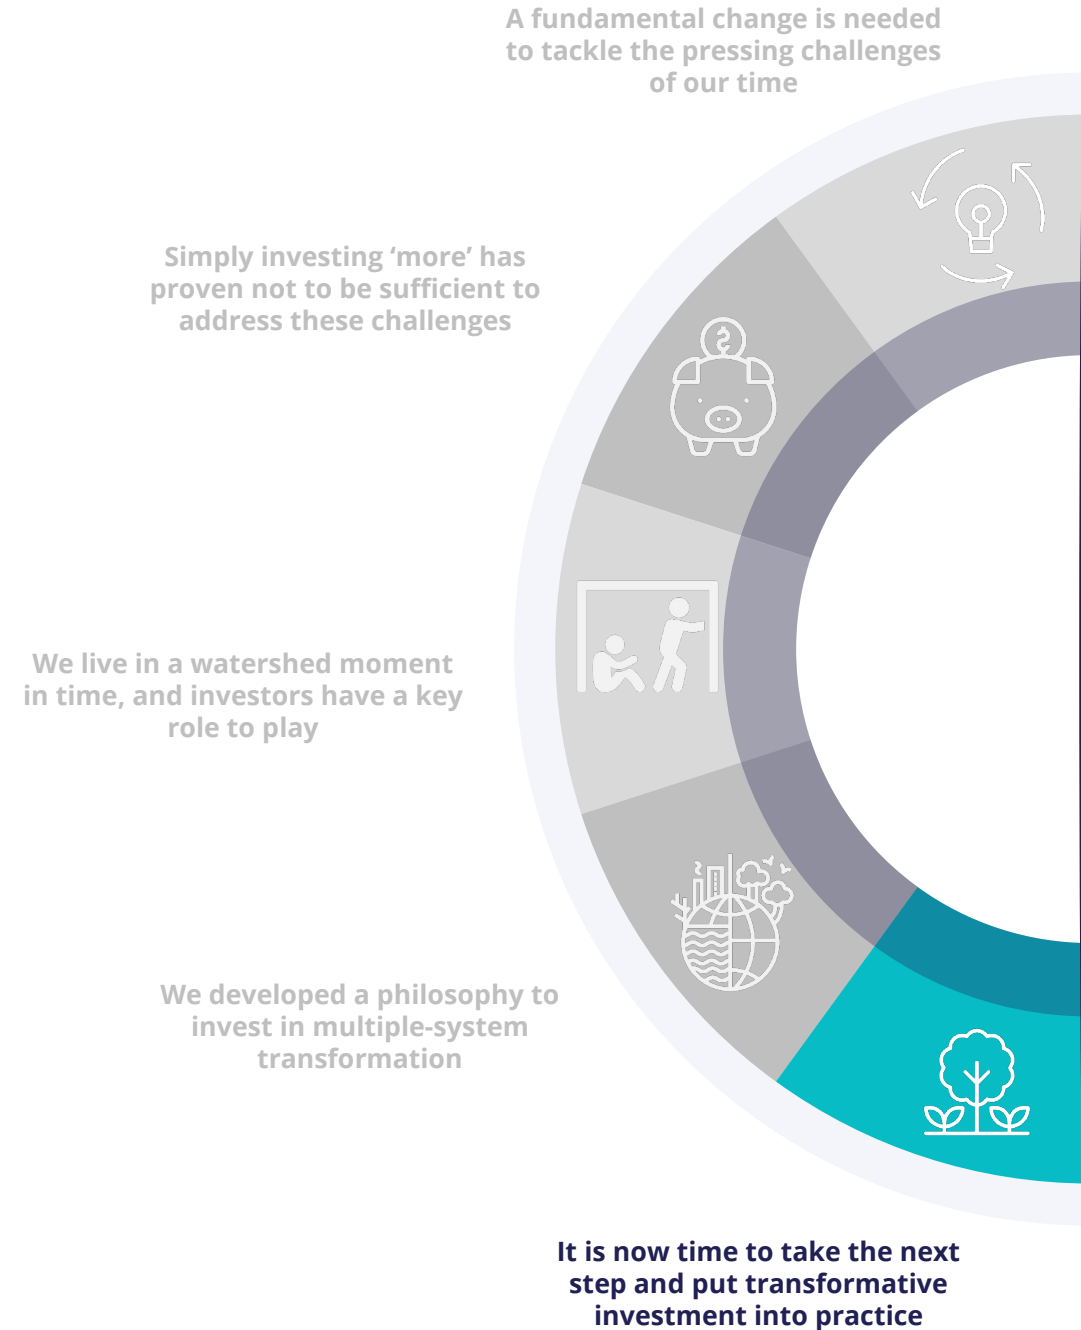 A fundamental change is needed
to tackle the pressing challenges
of our time
Simply investing ‘more’ has
proven not to be sufficient to
address these challenges
We live in a watershed moment
in time, and investors have a key
role to play
We developed a philosophy to
invest in multiple-system
transformation
It is now time to take the next
step and put transformative
investment into practice